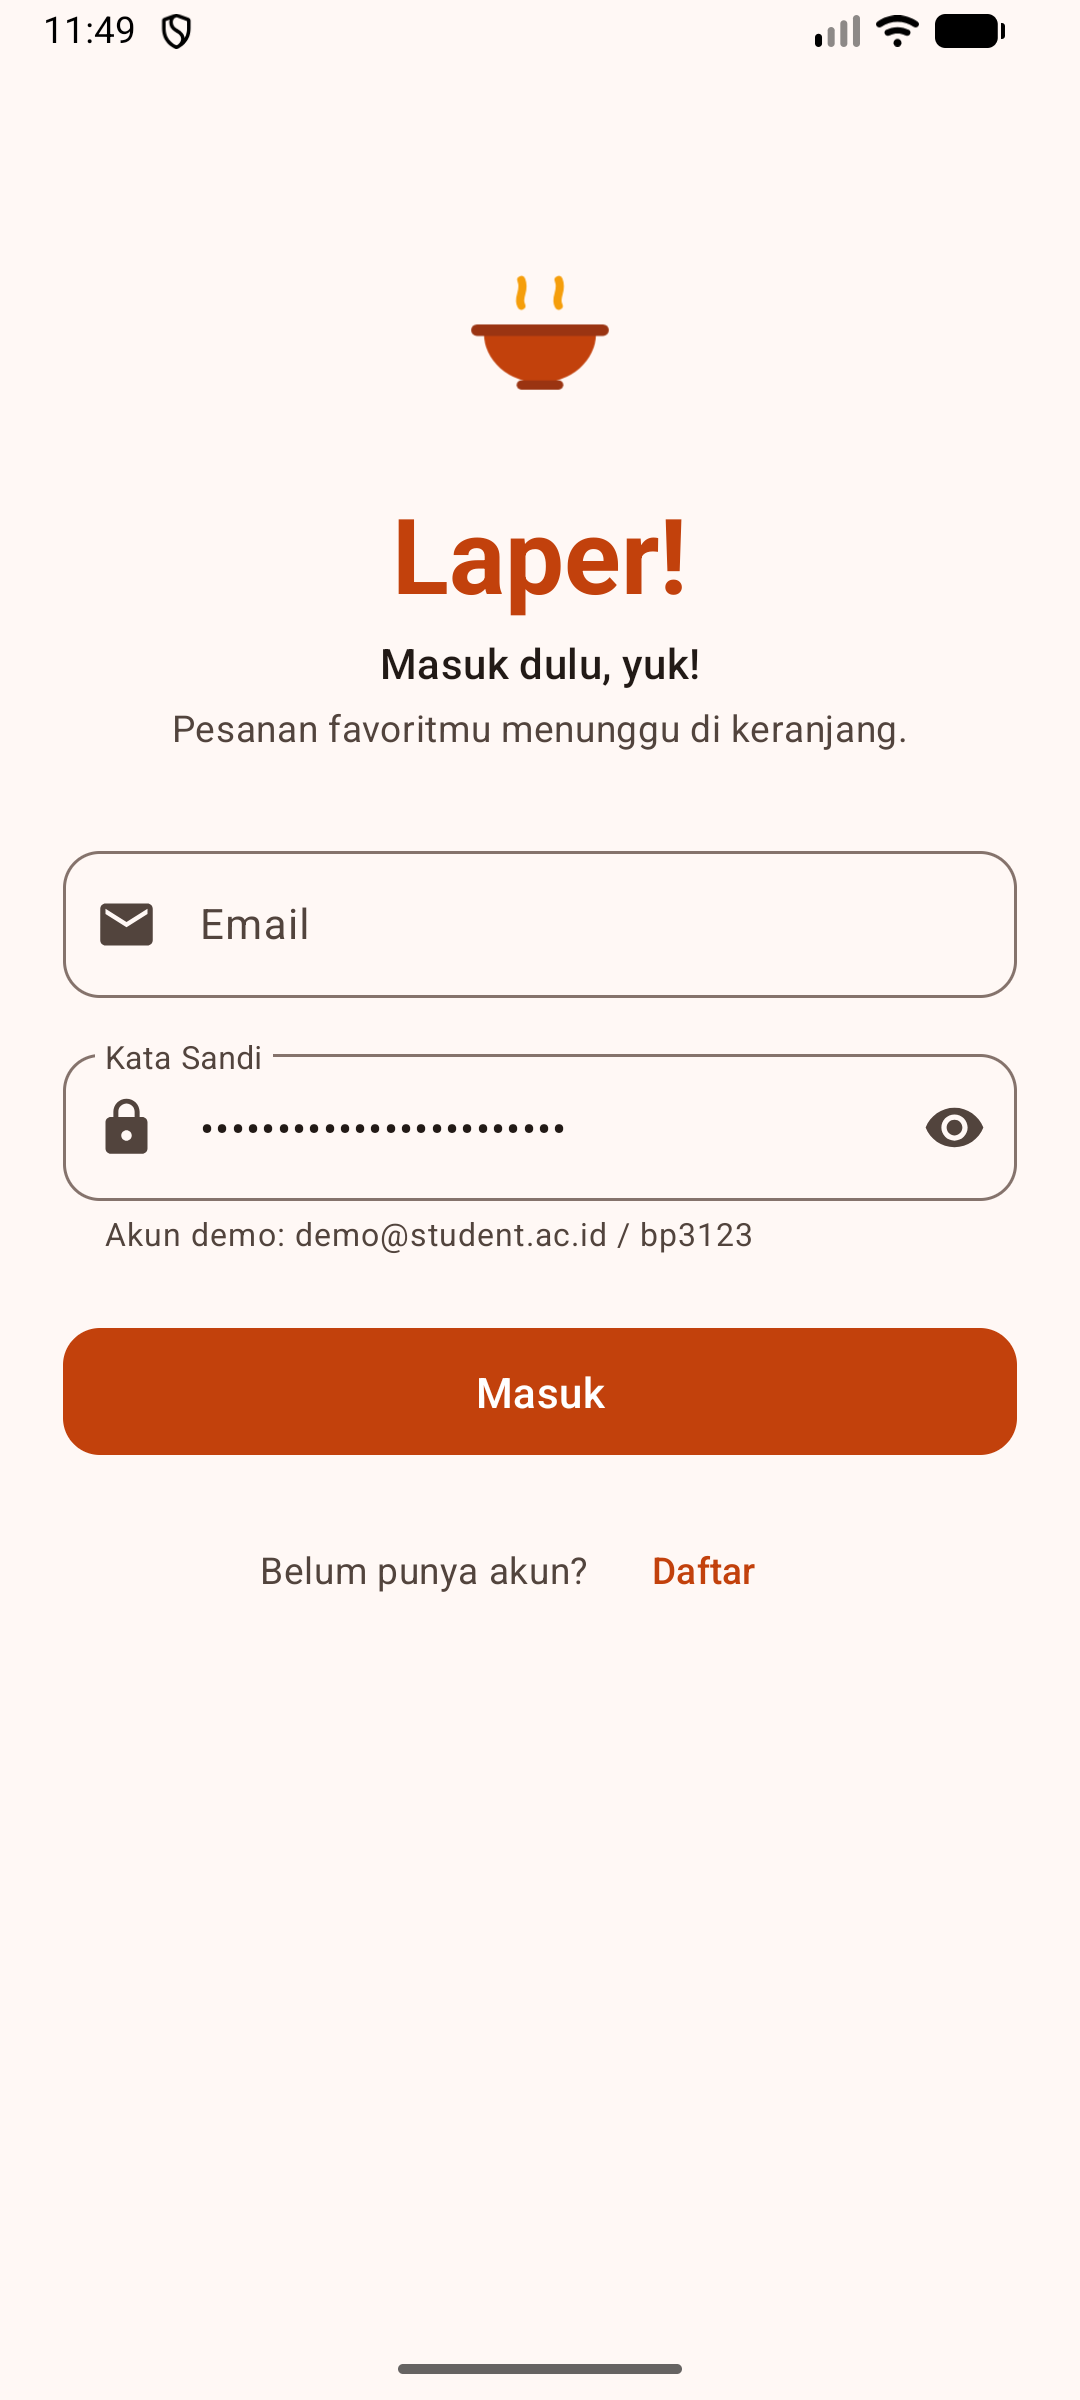 11:49
Laper!
Masuk dulu, yuk!
Pesanan favoritmu menunggu di keranjang.
Email
Kata Sandi
••••••••••••••••••••••••
Akun demo: demo@student.ac.id / bp3123
Masuk
Belum punya akun? Daftar